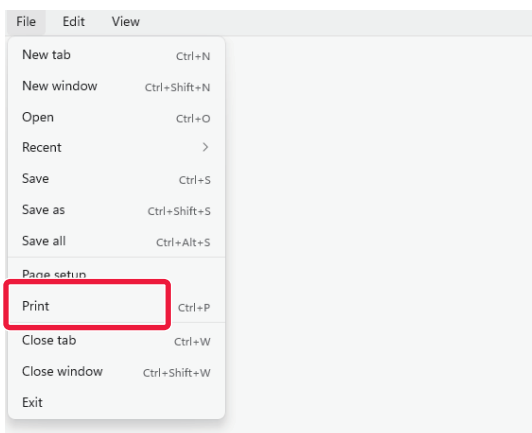 File Edit View
New tab Ctrl+N
New window Ctrl+Shift+N
Open Ctrl+O
Recent
Save Ctrl+S
Save as Ctrl+Shift+S
Save all Ctrl+Alt+S
Page setup
Print Ctrl+P
Close tab Ctrl+W
Close window Ctrl+Shift+W
Exit